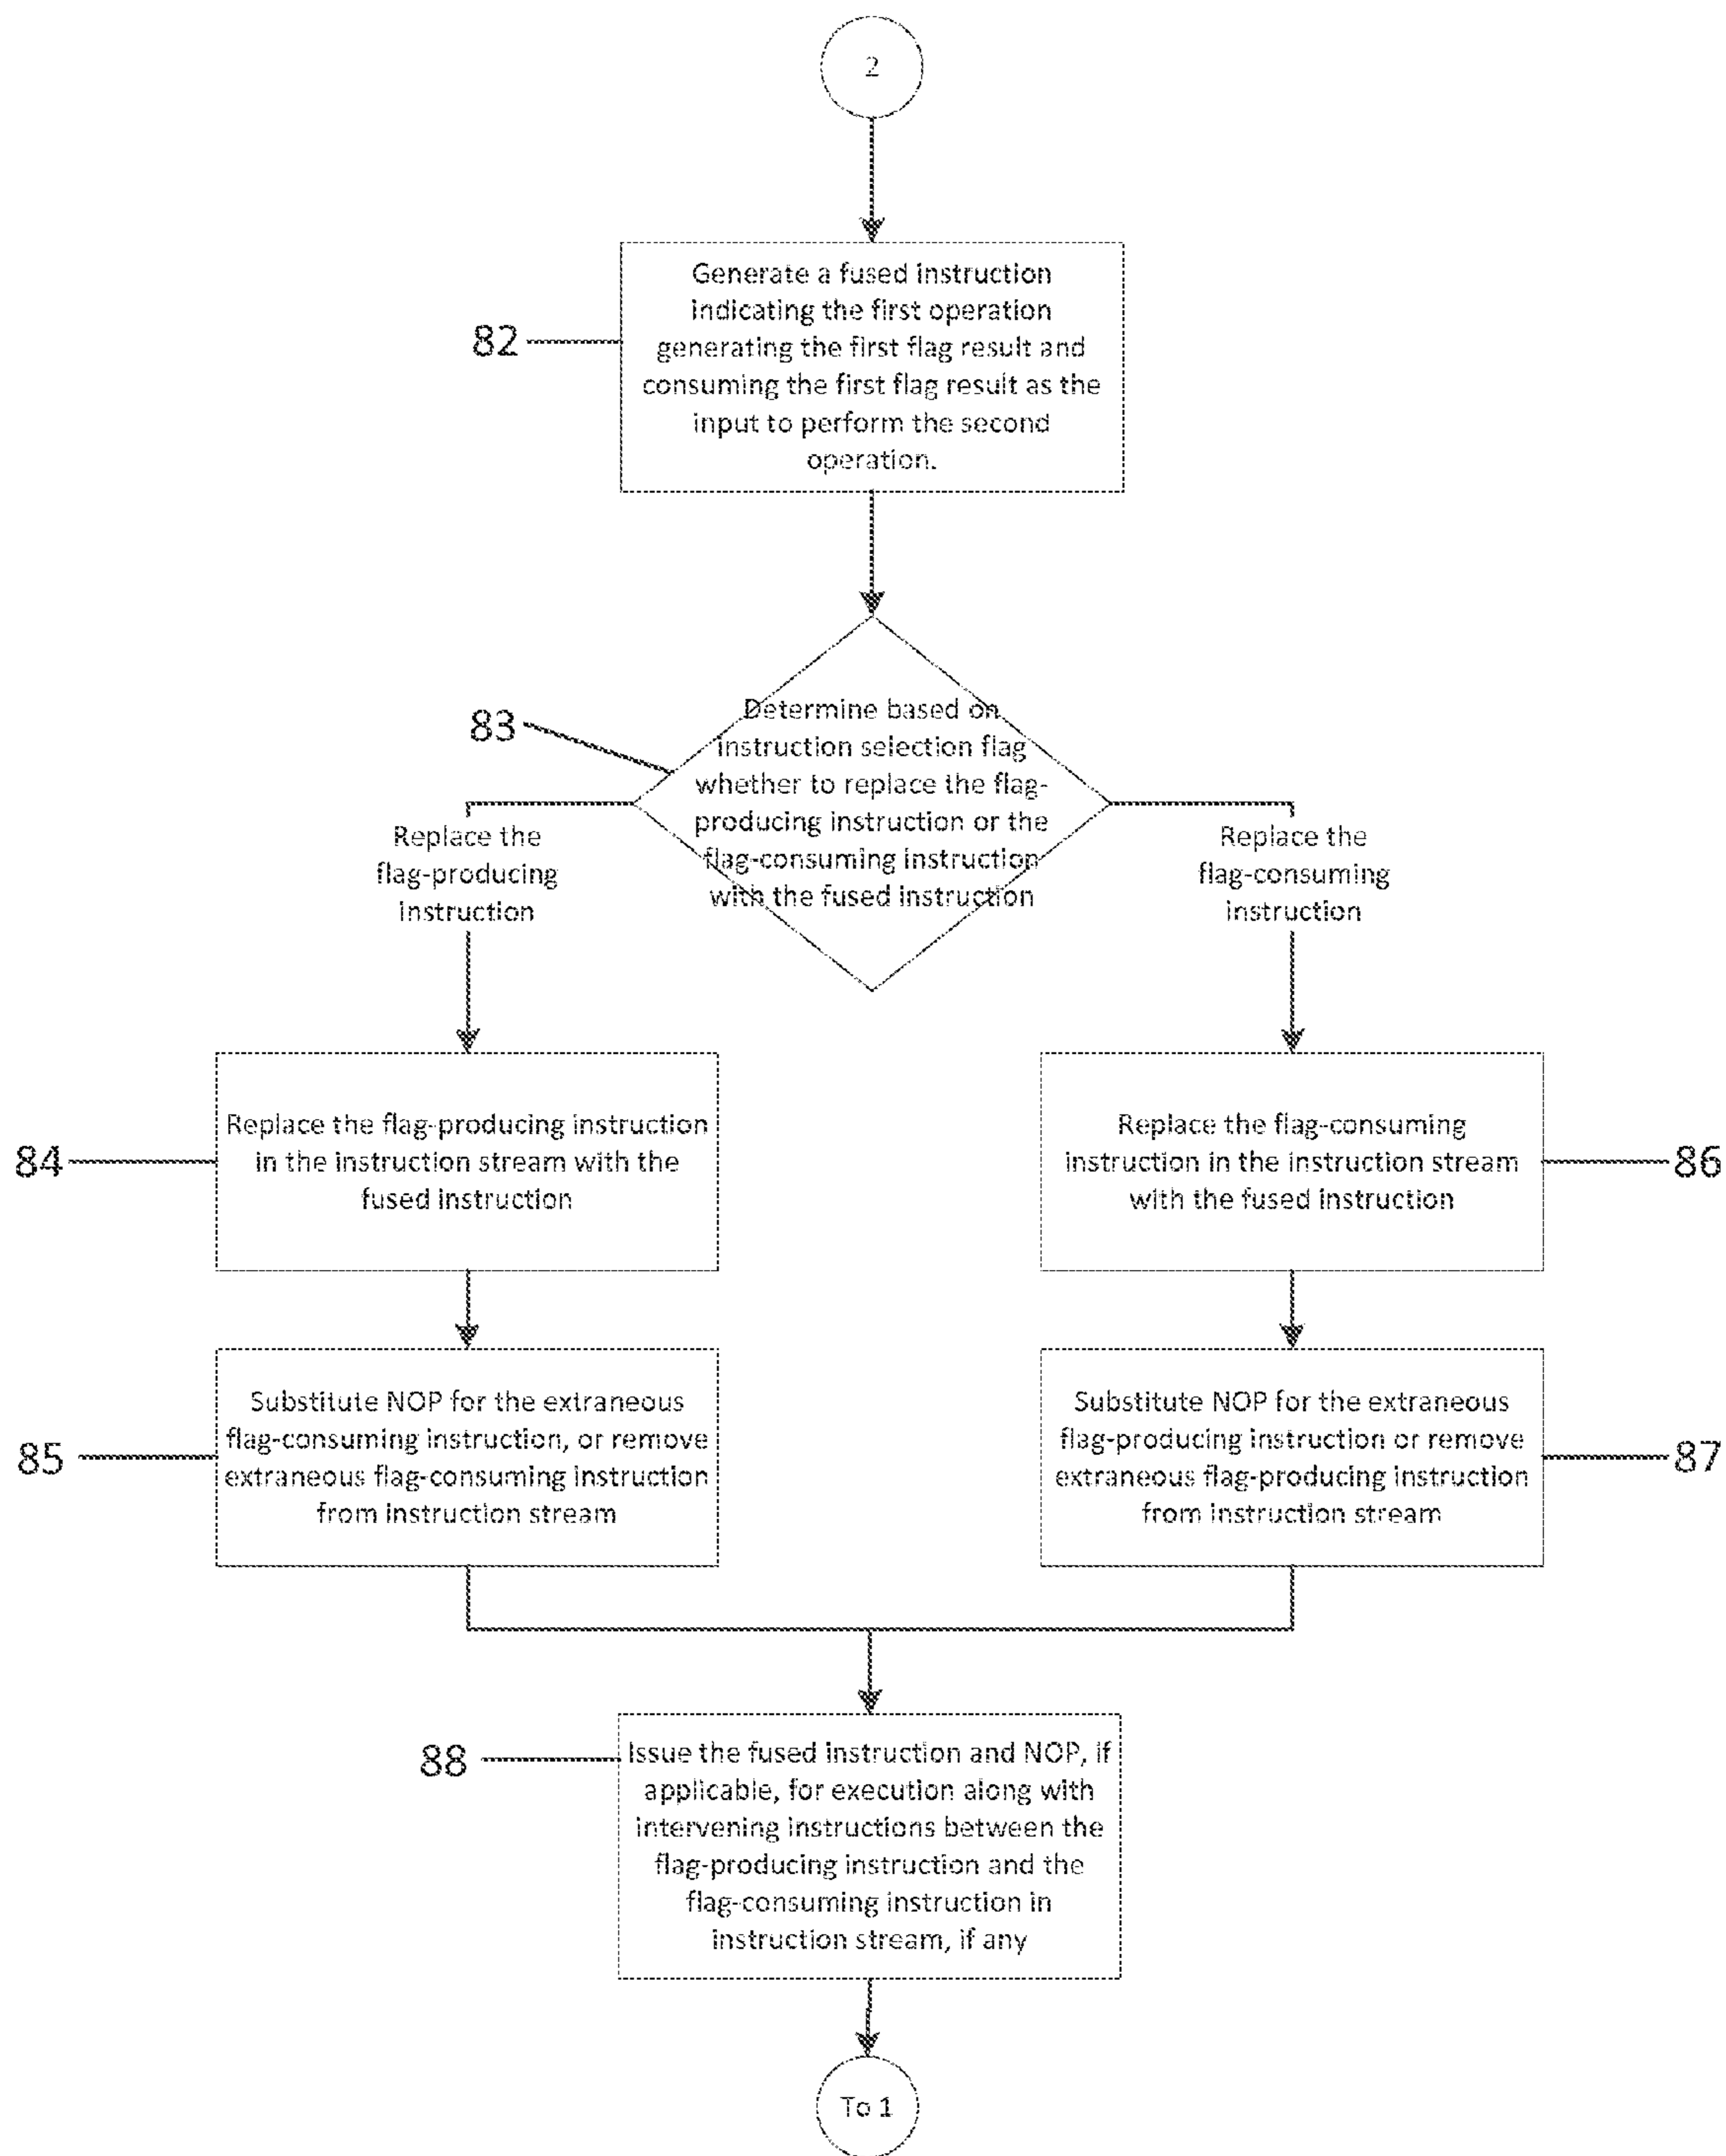 2
Generate a fused instruction
indicating the first operation
generating the first flag result and
consuming the first flag result as the
input to perform the second
operation.
82
Determine based on
instruction selection flag
whether to replace the flag-
producing instruction or the
flag-consuming instruction
with the fused instruction
83
Replace the
flag-producing
instruction
Replace the
flag-consuming
instruction
84
Replace the flag-producing instruction
in the instruction stream with the
fused instruction
Replace the flag-consuming
instruction in the instruction stream
with the fused instruction
86
85
Substitute NOP for the extraneous
flag-consuming instruction, or remove
extraneous flag-consuming instruction
from instruction stream
Substitute NOP for the extraneous
flag-producing instruction or remove
extraneous flag-producing instruction
from instruction stream
87
88
Issue the fused instruction and NOP, if
applicable, for execution along with
intervening instructions between the
flag-producing instruction and the
flag-consuming instruction in
instruction stream, if any
To 1